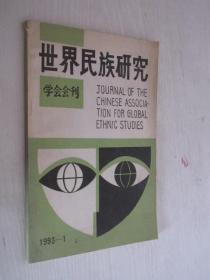 世界民族研究
学会会刊
JOURNAL OF THE
CHINESE ASSOCIA-
TION FOR GLOBAL
ETHNIC STUDIES
1993—1